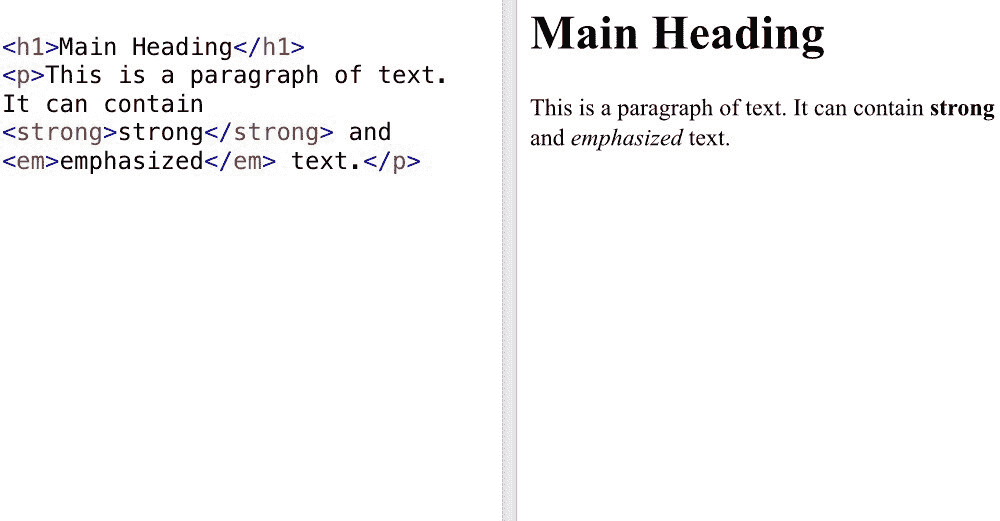 <h1>Main Heading</h1>
<p>This is a paragraph of text.
It can contain
<strong>strong</strong> and
<em>emphasized</em> text.</p>
Main Heading
This is a paragraph of text. It can contain strong
and emphasized text.